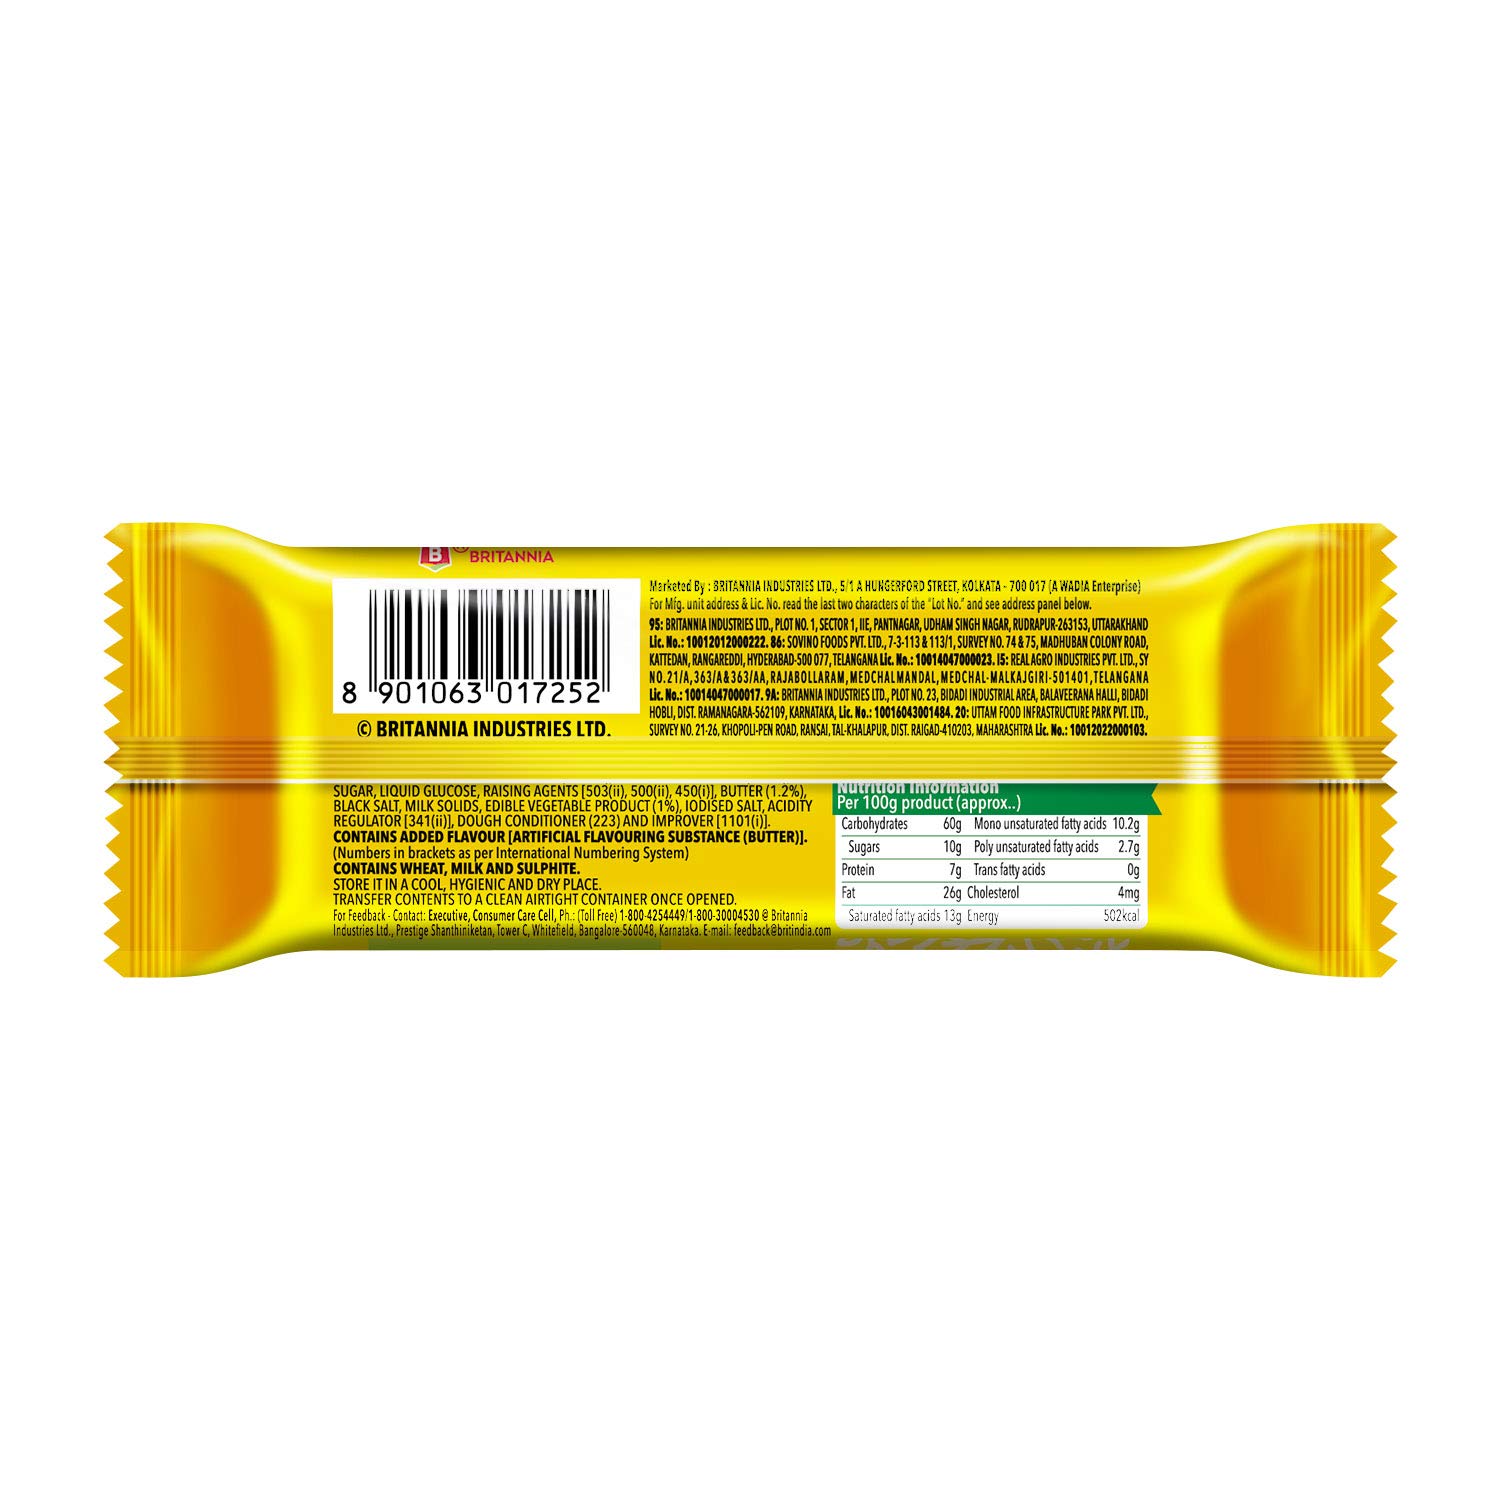 B ® BRITANNIA
8 901063 017252
© BRITANNIA INDUSTRIES LTD.
Marketed By : BRITANNIA INDUSTRIES LTD., 5/1 A HUNGERFORD STREET, KOLKATA - 700 017 (A WADIA Enterprise)
For Mfg. unit address & Lic. No. read the last two characters of the "Lot No." and see address panel below.
95: BRITANNIA INDUSTRIES LTD., PLOT NO. 1, SECTOR 1, IIE, PANTNAGAR, UDHAM SINGH NAGAR, RUDRAPUR-263153, UTTARAKHAND
Lic. No.: 10012012000222. 86: SOVINO FOODS PVT. LTD., 7-3-113 & 113/1, SURVEY NO. 74 & 75, MADHUBAN COLONY ROAD,
KATTEDAN, RANGAREDDI, HYDERABAD-500 077, TELANGANA Lic. No.: 10014047000023. I5: REAL AGRO INDUSTRIES PVT. LTD., SY
NO. 21/A, 363/A & 363/AA, RAJABOLLARAM, MEDCHAL MANDAL, MEDCHAL-MALKAJGIRI-501401, TELANGANA
Lic. No.: 10014047000017. 9A: BRITANNIA INDUSTRIES LTD., PLOT NO. 23, BIDADI INDUSTRIAL AREA, BALAVEERANA HALLI, BIDADI
HOBLI, DIST. RAMANAGARA-562109, KARNATAKA, Lic. No.: 10016043001484. 20: UTTAM FOOD INFRASTRUCTURE PARK PVT. LTD.,
SURVEY NO. 21-26, KHOPOLI-PEN ROAD, RANSAI, TAL-KHALAPUR, DIST. RAIGAD-410203, MAHARASHTRA Lic. No.: 10012022000103.
SUGAR, LIQUID GLUCOSE, RAISING AGENTS [503(ii), 500(ii), 450(i)], BUTTER (1.2%),
BLACK SALT, MILK SOLIDS, EDIBLE VEGETABLE PRODUCT (1%), IODISED SALT, ACIDITY
REGULATOR [341(ii)], DOUGH CONDITIONER (223) AND IMPROVER [1101(i)].
CONTAINS ADDED FLAVOUR [ARTIFICIAL FLAVOURING SUBSTANCE (BUTTER)].
(Numbers in brackets as per International Numbering System)
CONTAINS WHEAT, MILK AND SULPHITE.
STORE IT IN A COOL, HYGIENIC AND DRY PLACE.
TRANSFER CONTENTS TO A CLEAN AIRTIGHT CONTAINER ONCE OPENED.
For Feedback - Contact: Executive, Consumer Care Cell, Ph.: (Toll Free) 1-800-4254449/1-800-30004530 @ Britannia
Industries Ltd., Prestige Shanthiniketan, Tower C, Whitefield, Bangalore-560048, Karnataka. E-mail: feedback@britindia.com
Nutrition Information
Per 100g product (approx..)
Carbohydrates 60g Mono unsaturated fatty acids 10.2g
Sugars 10g Poly unsaturated fatty acids 2.7g
Protein 7g Trans fatty acids 0g
Fat 26g Cholesterol 4mg
Saturated fatty acids 13g Energy 502kcal